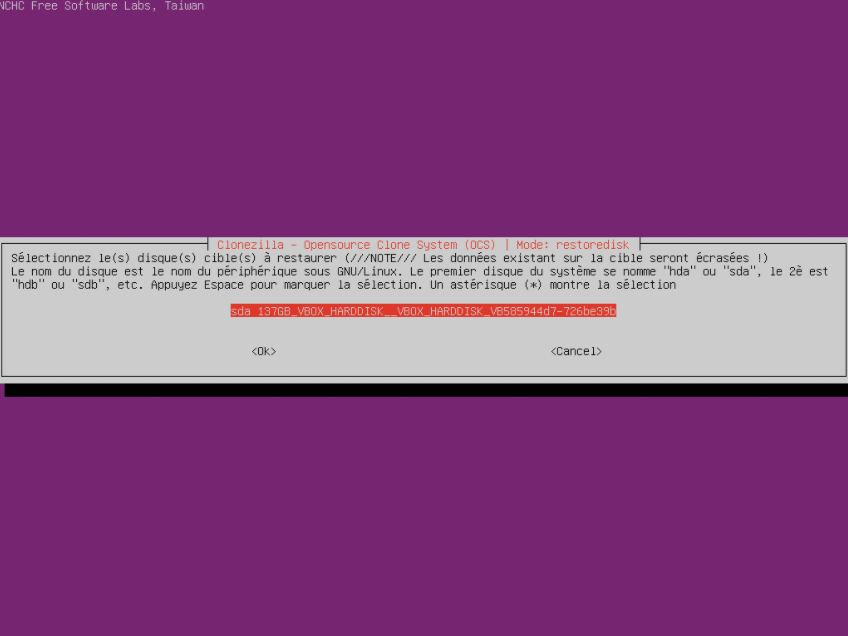 NCHC Free Software Labs, Taiwan
Clonezilla - Opensource Clone System (OCS) | Mode: restoredisk
Sélectionnez le(s) disque(s) cible(s) à restaurer (///NOTE/// Les données existant sur la cible seront écrasées !)
Le nom du disque est le nom du périphérique sous GNU/Linux. Le premier disque du système se nomme "hda" ou "sda", le 2è est
"hdb" ou "sdb", etc. Appuyez Espace pour marquer la sélection. Un astérisque (*) montre la sélection
sda 137GB_VBOX_HARDDISK__VBOX_HARDDISK_VB585944d7-726be39b
<Ok> <Cancel>